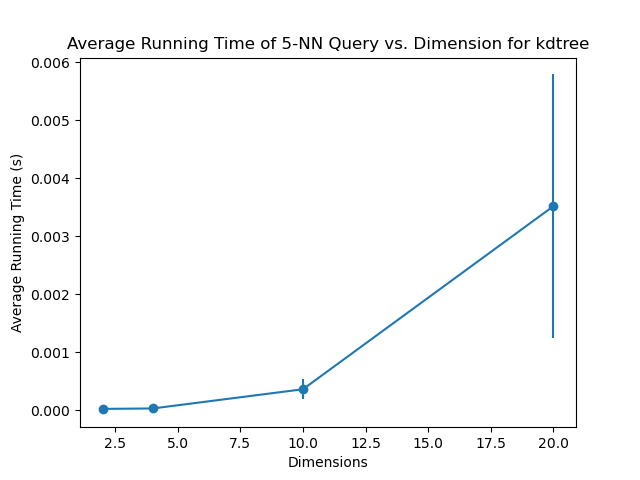 Average Running Time of 5-NN Query vs. Dimension for kdtree
0.006
0.005
0.004
0.003
0.002
0.001
0.000
Average Running Time (s)
2.5 5.0 7.5 10.0 12.5 15.0 17.5 20.0
Dimensions